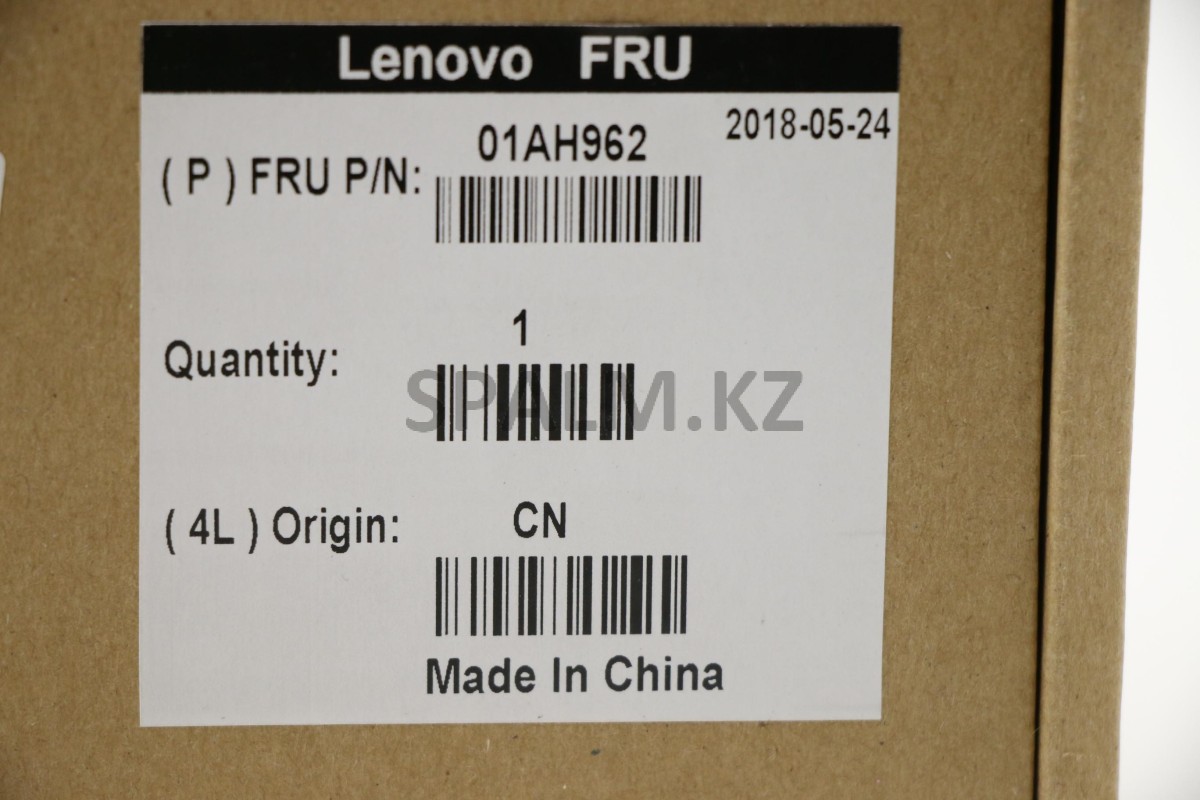 Lenovo FRU
2018-05-24
01AH962
( P ) FRU P/N:
1
Quantity:
SPALM.KZ
( 4L ) Origin: CN
Made In China